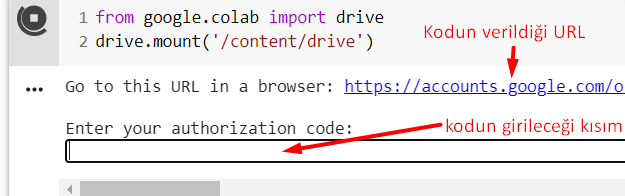 1 from google.colab import drive
2 drive.mount('/content/drive')
Kodun verildiği URL
Go to this URL in a browser: https://accounts.google.com/o
Enter your authorization code:
kodun girileceği kısım